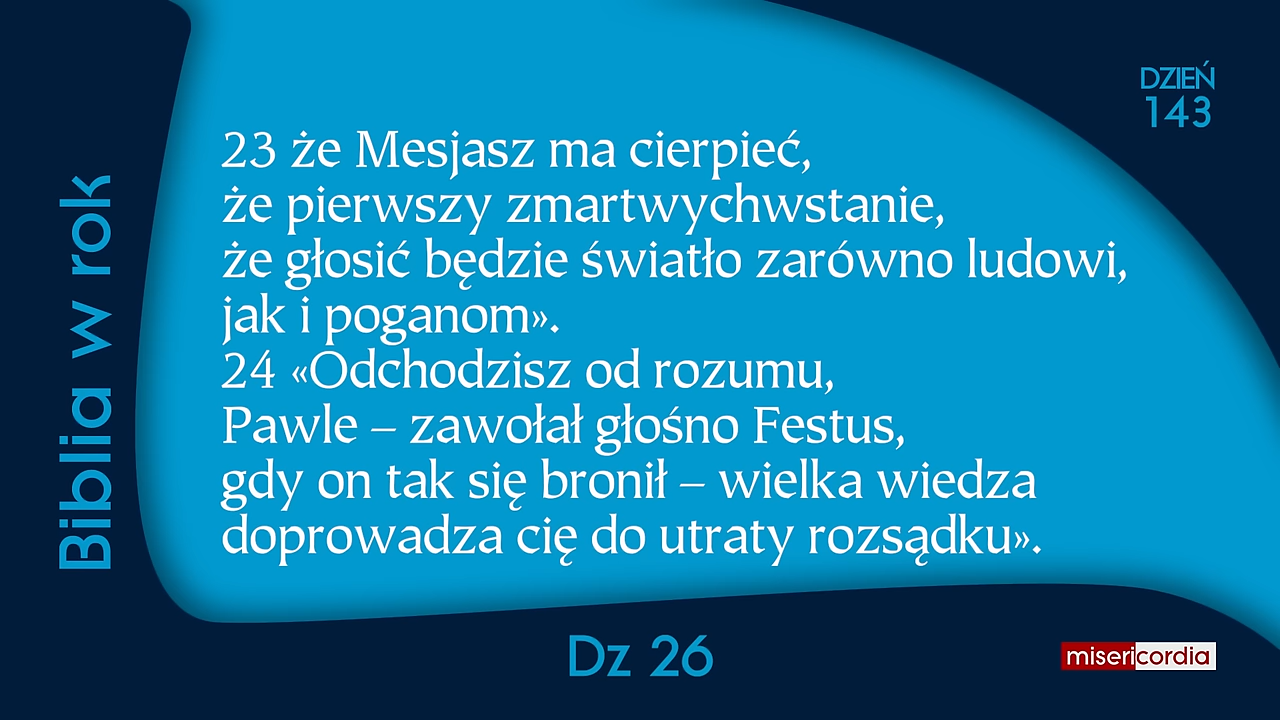 DZIEŃ
143
23 że Mesjasz ma cierpieć,
że pierwszy zmartwychwstanie,
że głosić będzie światło zarówno ludowi,
jak i poganom».
24 «Odchodzisz od rozumu,
Pawle – zawołał głośno Festus,
gdy on tak się bronił – wielka wiedza
doprowadza cię do utraty rozsądku».
Biblia w rok
Dz 26
misericordia